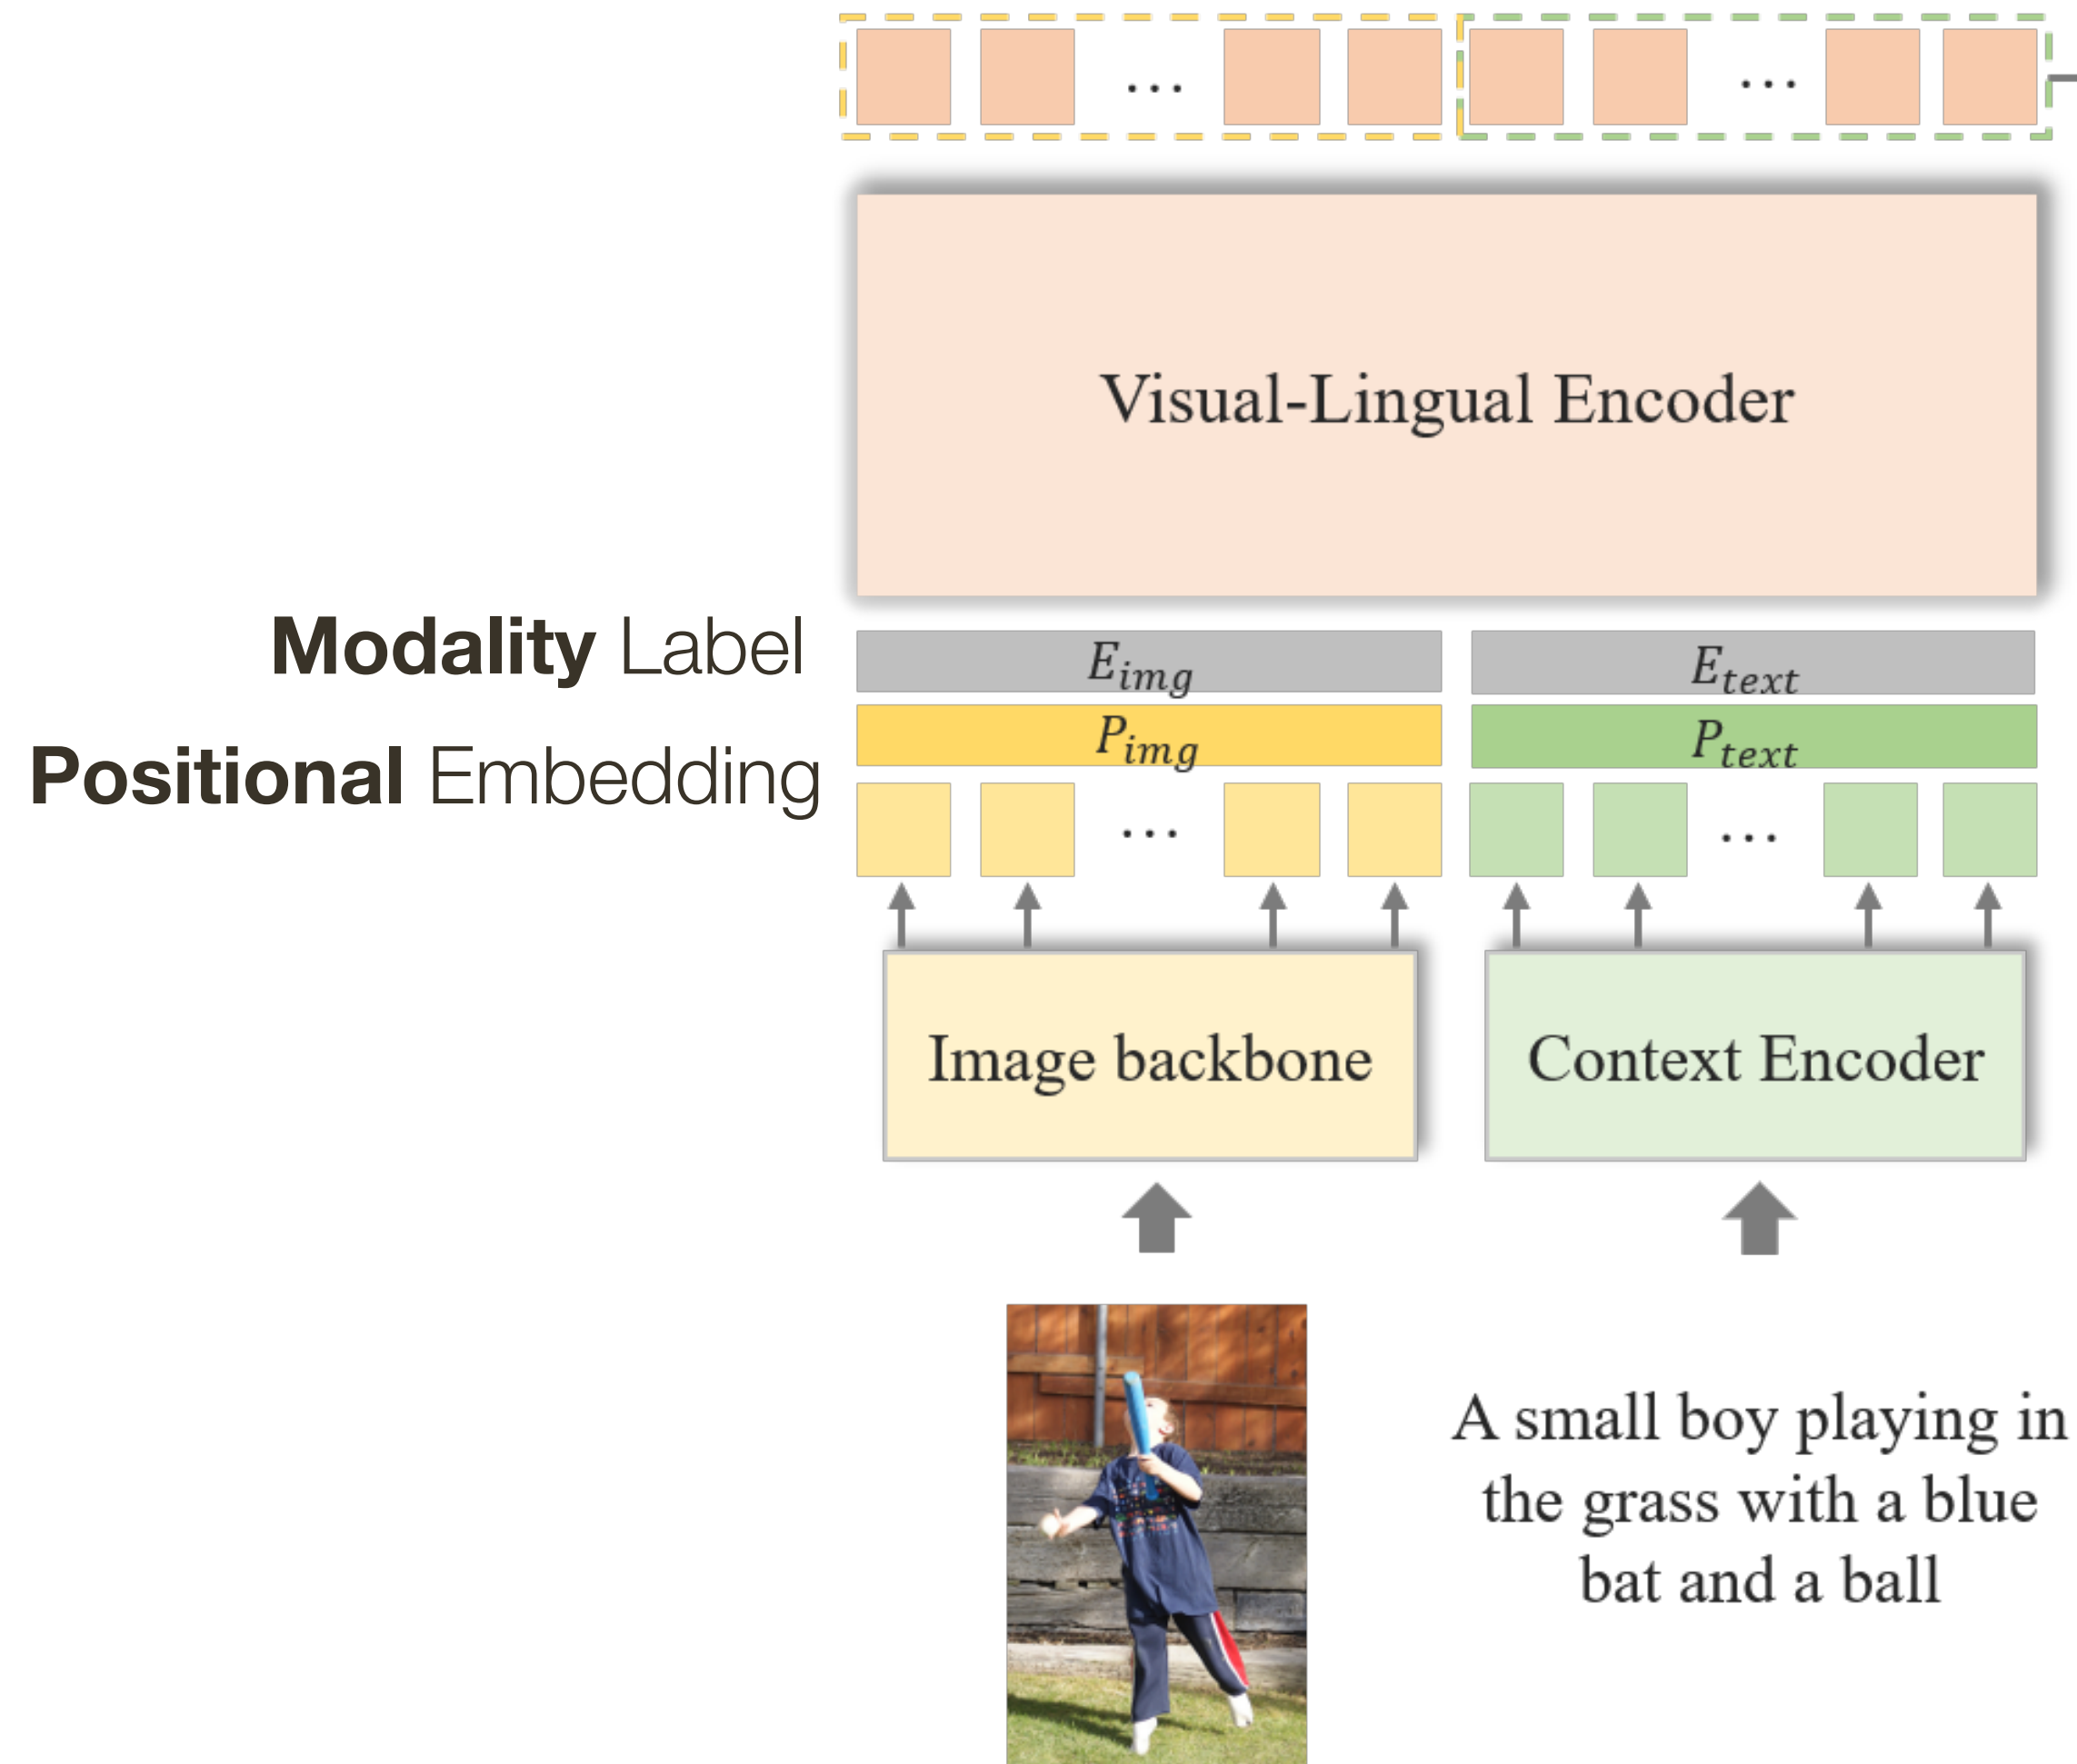 ...
...
Visual-Lingual Encoder
Modality Label
E_img
E_text
Positional Embedding
P_img
P_text
...
...
Image backbone
Context Encoder
A small boy playing in
the grass with a blue
bat and a ball